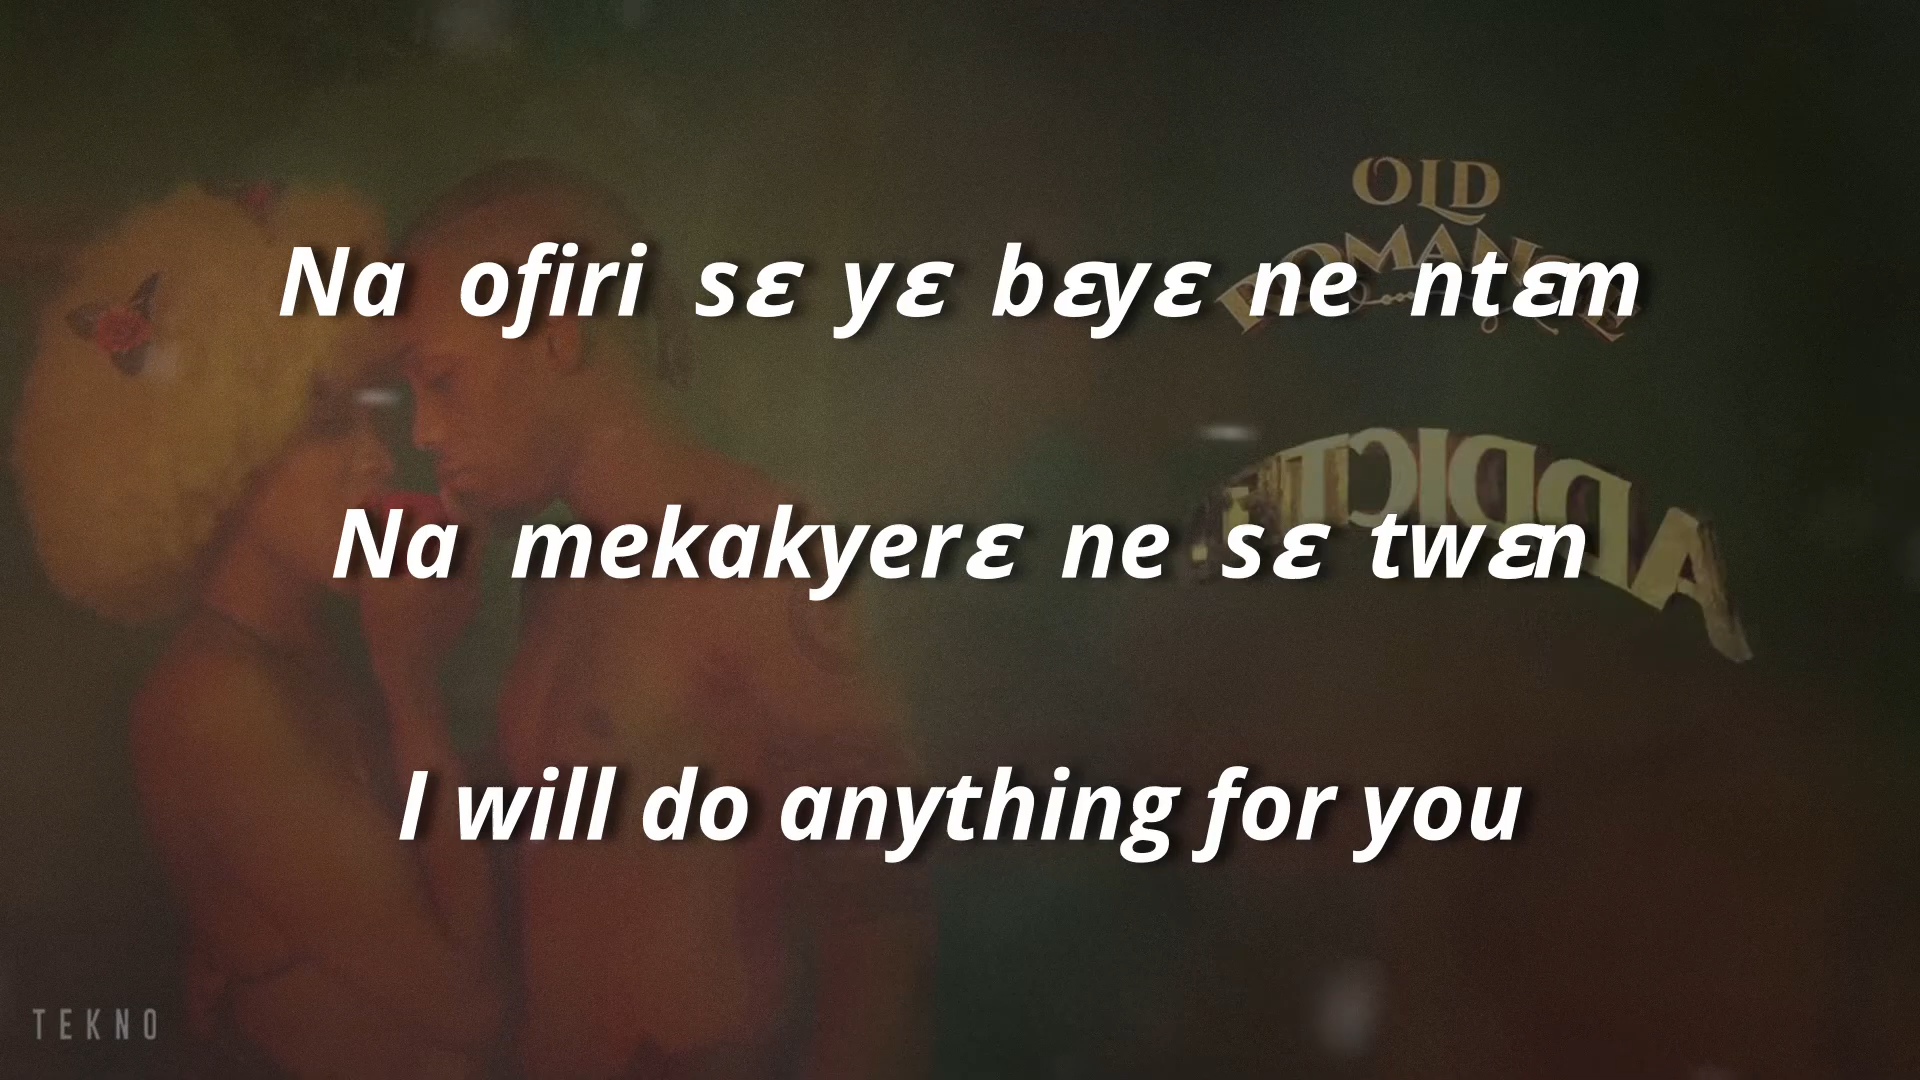 OLD
ROMANCE
Na ofiri sɛ yɛ bɛyɛ ne ntɛm
ADDICT
Na mekakyerɛ ne sɛ twɛn
I will do anything for you
TEKNO